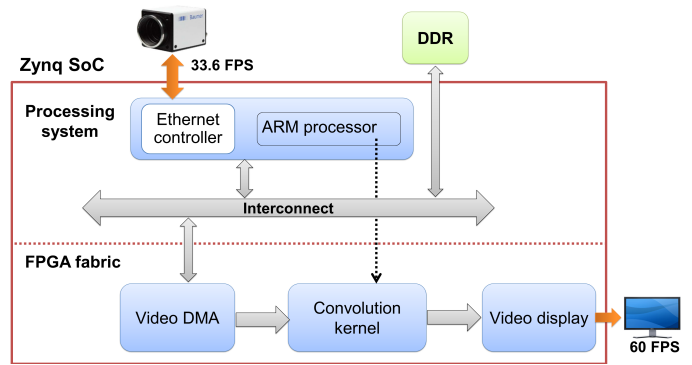 Baumer
33.6 FPS
DDR
Zynq SoC
Processing
system
Ethernet
controller
ARM processor
Interconnect
FPGA fabric
Video DMA
Convolution
kernel
Video display
60 FPS